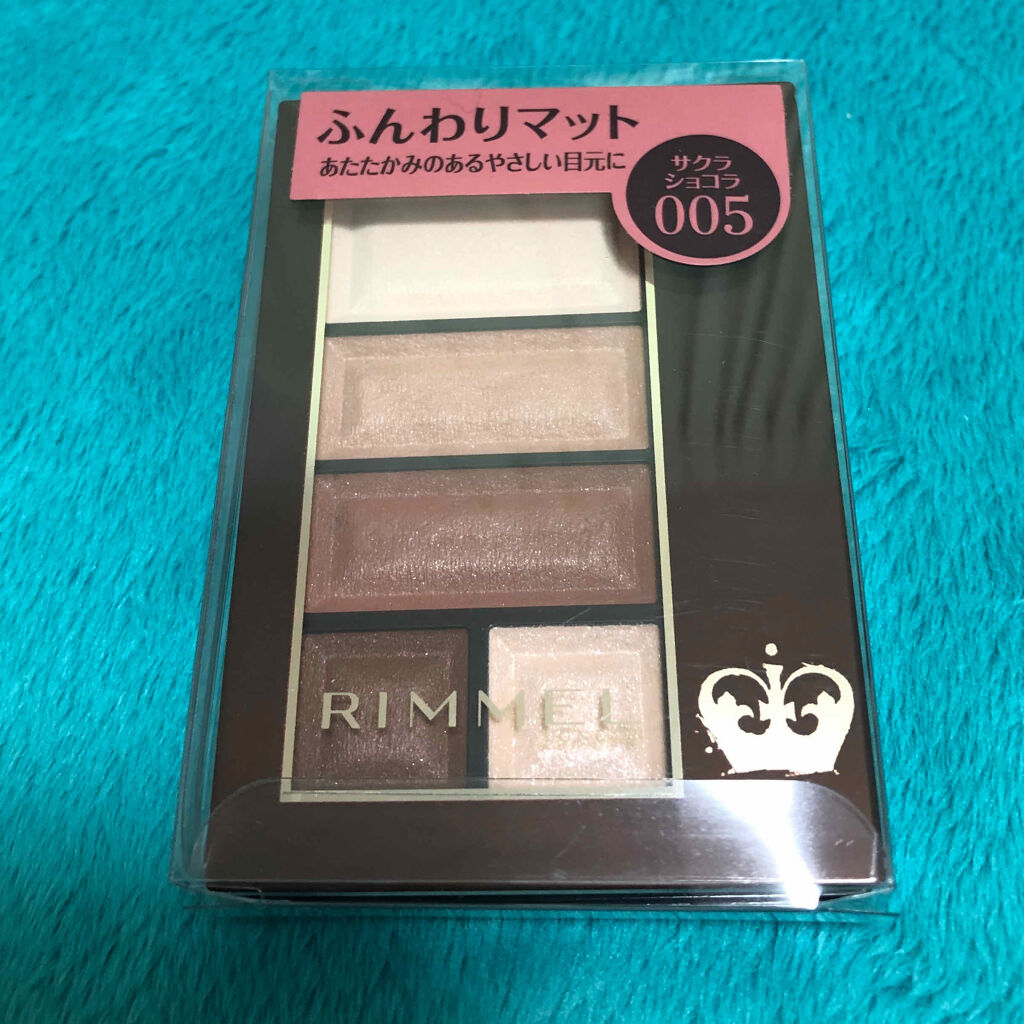 ふんわりマット
あたたかみのあるやさしい目元に
サクラ
ショコラ
005
RIMMEL